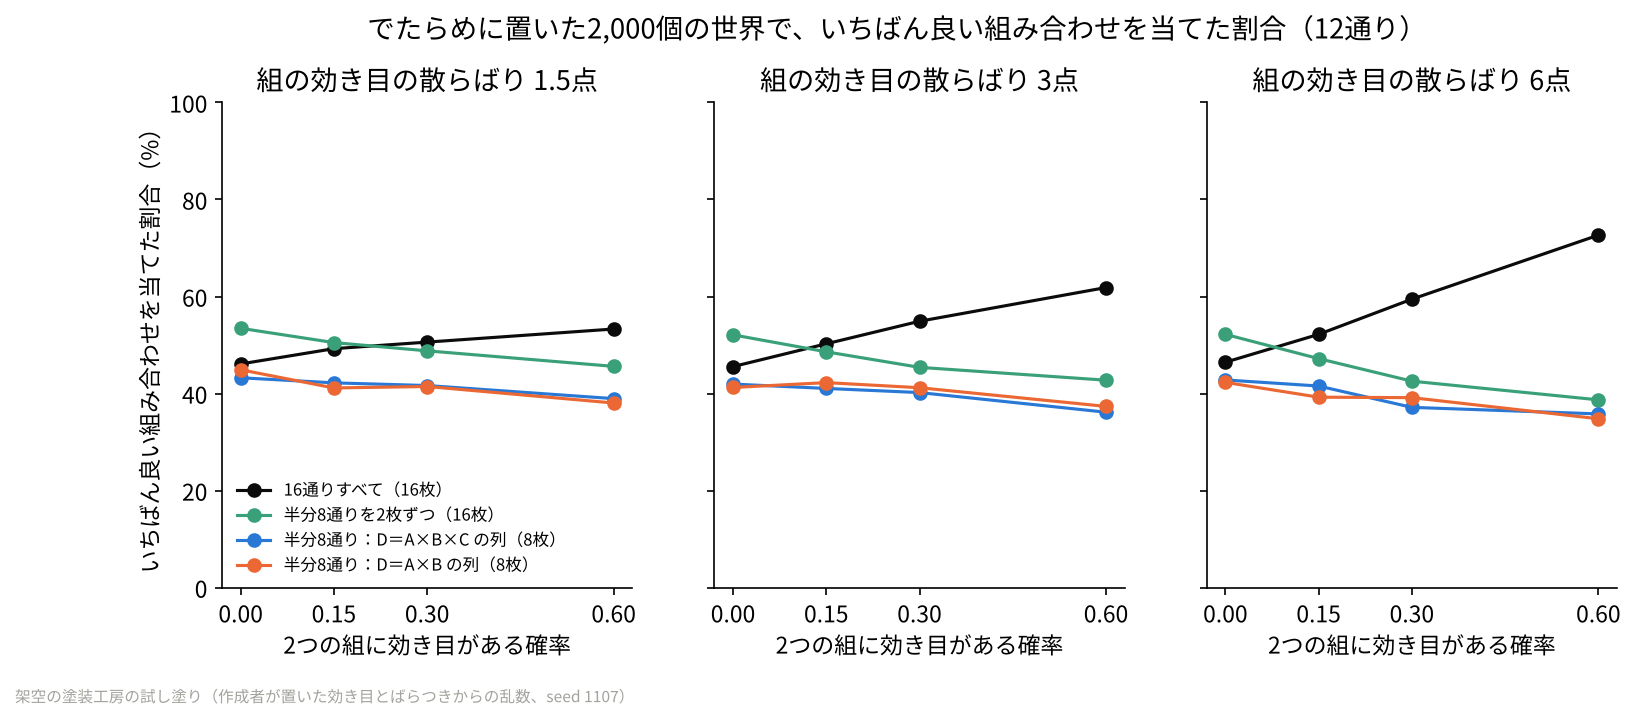 でたらめに置いた2,000個の世界で、いちばん良い組み合わせを当てた割合（12通り）
組の効き目の散らばり 1.5点
組の効き目の散らばり 3点
組の効き目の散らばり 6点
いちばん良い組み合わせを当てた割合（%）
100
80
60
40
20
0
16通りすべて（16枚）
半分8通りを2枚ずつ（16枚）
半分8通り：D＝A×B×C の列（8枚）
半分8通り：D＝A×B の列（8枚）
0.00 0.15 0.30 0.60
0.00 0.15 0.30 0.60
0.00 0.15 0.30 0.60
2つの組に効き目がある確率
2つの組に効き目がある確率
2つの組に効き目がある確率
架空の塗装工房の試し塗り（作成者が置いた効き目とばらつきからの乱数、seed 1107）